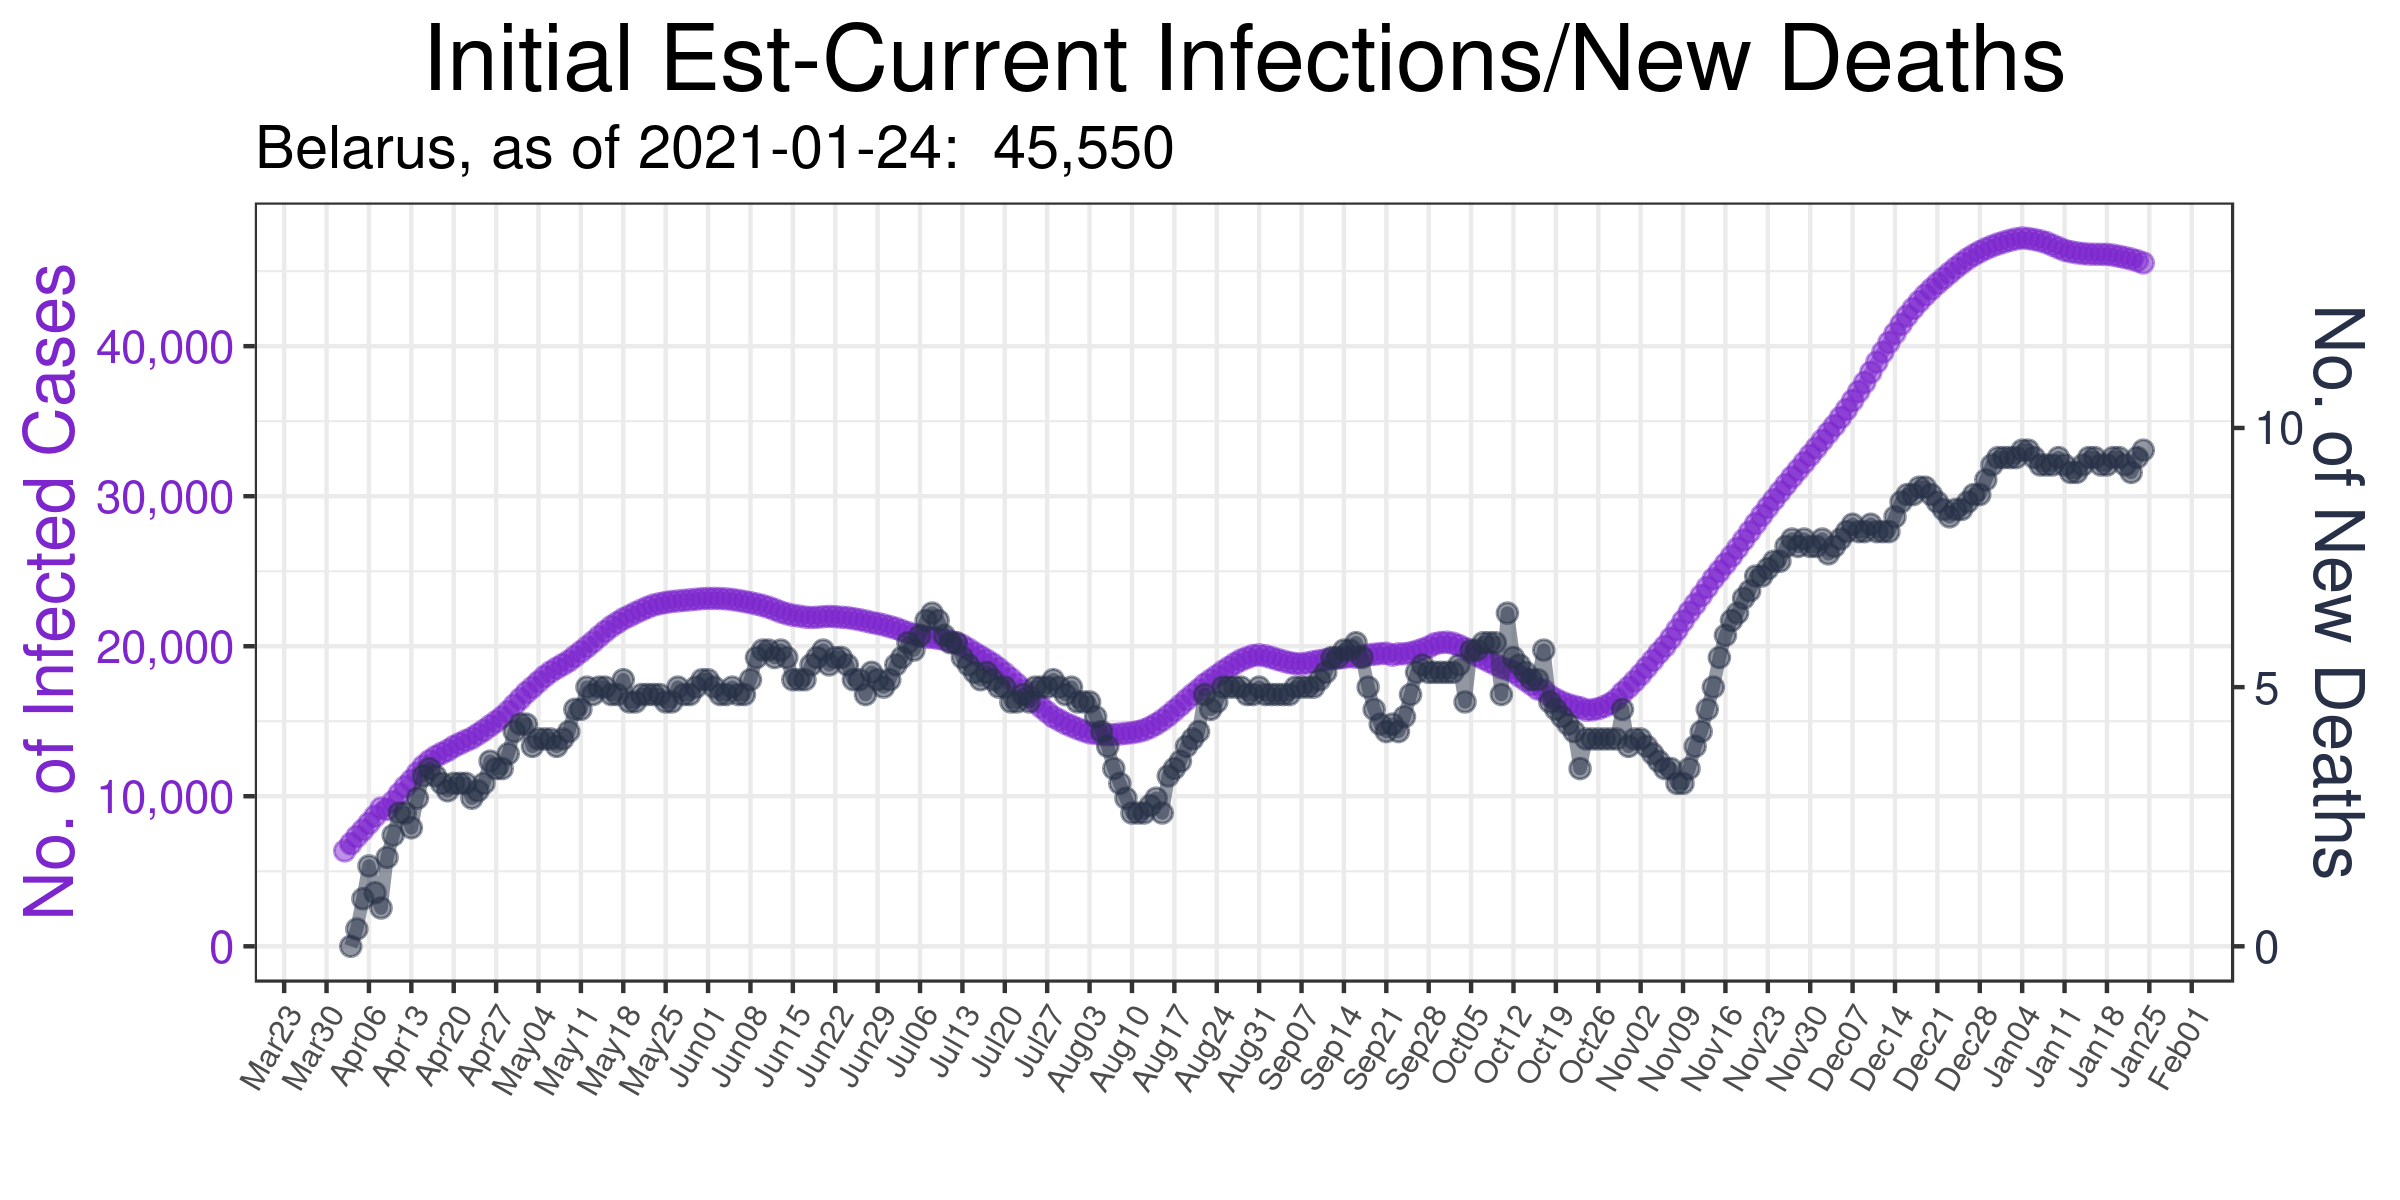 Initial Est-Current Infections/New Deaths
Belarus, as of 2021-01-24:  45,550
No. of Infected Cases
40,000
30,000
20,000
10,000
0
10
5
0
No. of New Deaths
Mar23
Mar30
Apr06
Apr13
Apr20
Apr27
May04
May11
May18
May25
Jun01
Jun08
Jun15
Jun22
Jun29
Jul06
Jul13
Jul20
Jul27
Aug03
Aug10
Aug17
Aug24
Aug31
Sep07
Sep14
Sep21
Sep28
Oct05
Oct12
Oct19
Oct26
Nov02
Nov09
Nov16
Nov23
Nov30
Dec07
Dec14
Dec21
Dec28
Jan04
Jan11
Jan18
Jan25
Feb01